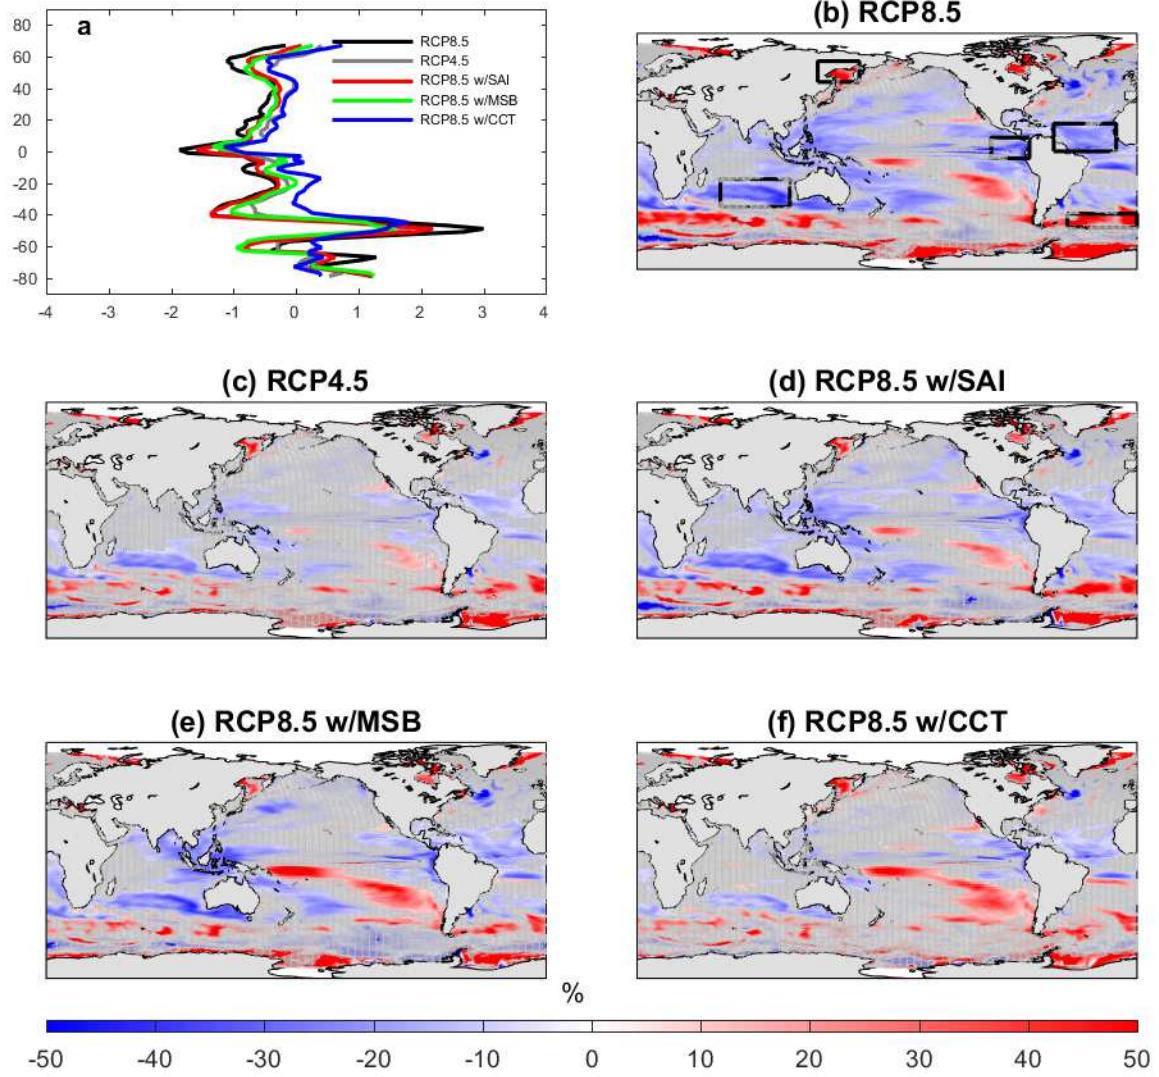 a
80
60
40
20
0
-20
-40
-60
-80
-4 -3 -2 -1 0 1 2 3 4
RCP8.5
RCP4.5
RCP8.5 w/SAI
RCP8.5 w/MSB
RCP8.5 w/CCT
(b) RCP8.5
(c) RCP4.5
(d) RCP8.5 w/SAI
(e) RCP8.5 w/MSB
(f) RCP8.5 w/CCT
%
-50 -40 -30 -20 -10 0 10 20 30 40 50